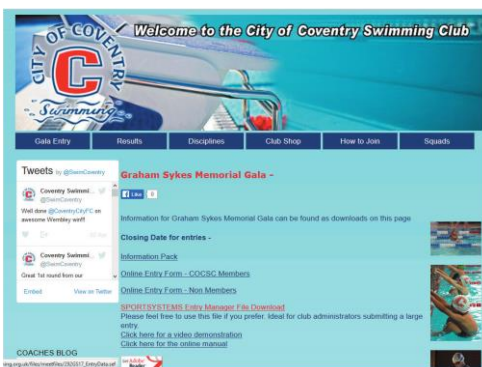 CITY OF COVENTRY
C
Swimming
Welcome to the City of Coventry Swimming Club
Gala Entry Results Disciplines Club Shop How to Join Squads
Tweets by @SwimCoventry
Coventry Swimmi...
@SwimCoventry
Well done @CoventryCityFC on
awesome Wembley win!!!
Coventry Swimmi...
@SwimCoventry
Great 1st round from our
Embed View on Twitter
COACHES BLOG
Graham Sykes Memorial Gala -
Like 0
Information for Graham Sykes Memorial Gala can be found as downloads on this page
Closing Date for entries -
Information Pack
Online Entry Form - COCSC Members
Online Entry Form - Non Members
SPORTSYSTEMS Entry Manager File Download
Please feel free to use this file if you prefer. Ideal for club administrators submitting a large
entry.
Click here for a video demonstration
Click here for the online manual
Get Adobe
Reader